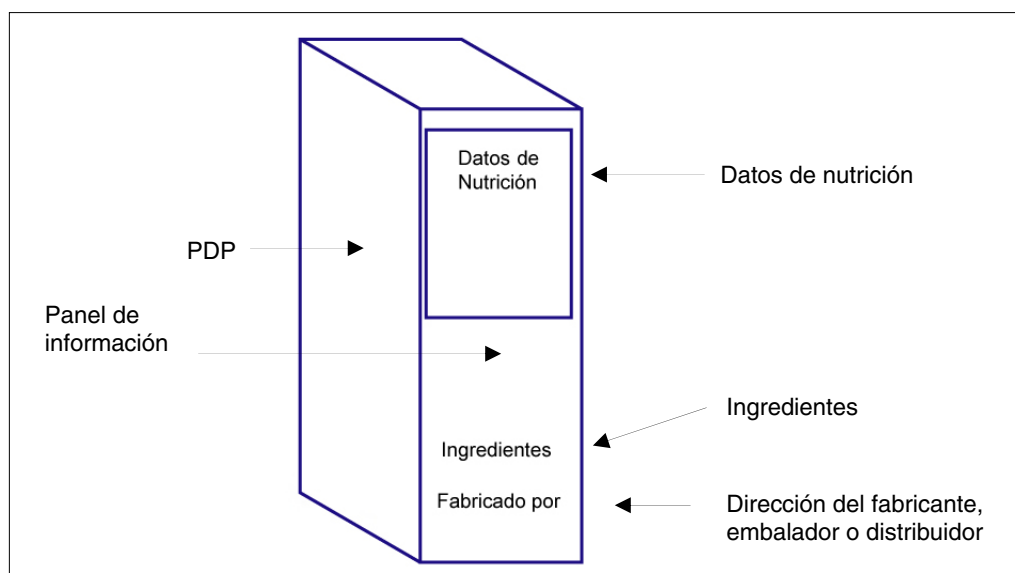 Datos de
Nutrición
Datos de nutrición
PDP
Panel de
información
Ingredientes
Ingredientes
Fabricado por
Dirección del fabricante,
embalador o distribuidor